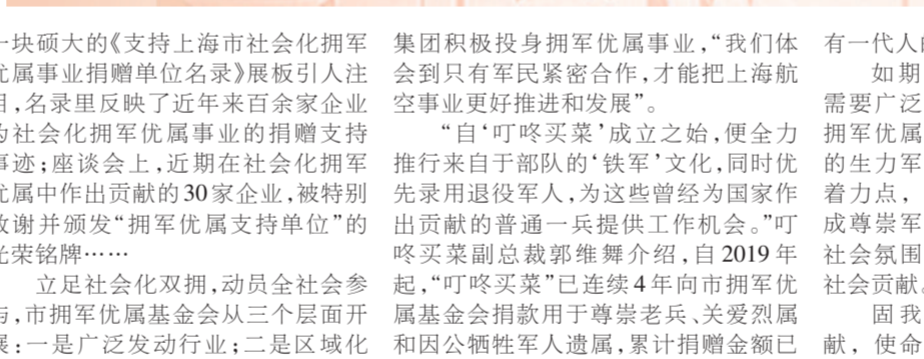 一块硕大的《支持上海市社会化拥军
优属事业捐赠单位名录》展板引人注
目,名录里反映了近年来百余家企业
的社会化拥军优属事业的捐赠支持
事迹;座谈会上,近期在社会化拥军
优属中作出贡献的30家企业,被特别
致谢并颁发“拥军优属支持单位”的
光荣铭牌……
立足社会化双拥,动员全社会参
与,市拥军优属基金会从三个层面开
展:一是广泛发动行业;二是区域化
集团积极投身拥军优属事业,“我们体
会到只有军民紧密合作,才能把上海航
空事业更好推进和发展”。
“自‘叮咚买菜’成立之始,便全力
推行来自于部队的‘铁军’文化,同时优
先录用退役军人,为这些曾经为国家作
出贡献的普通一兵提供工作机会。”叮
咚买菜副总裁郭维舞介绍,自2019年
起,“叮咚买菜”已连续4年向市拥军优
属基金会捐款用于尊崇老兵、关爱烈属
和因公牺牲军人遗属,累计捐赠金额已
有一代人
如期
需要广泛
拥军优属
的生力军
着力点,
成尊崇军
社会氛围
社会贡献
固我
献,使命